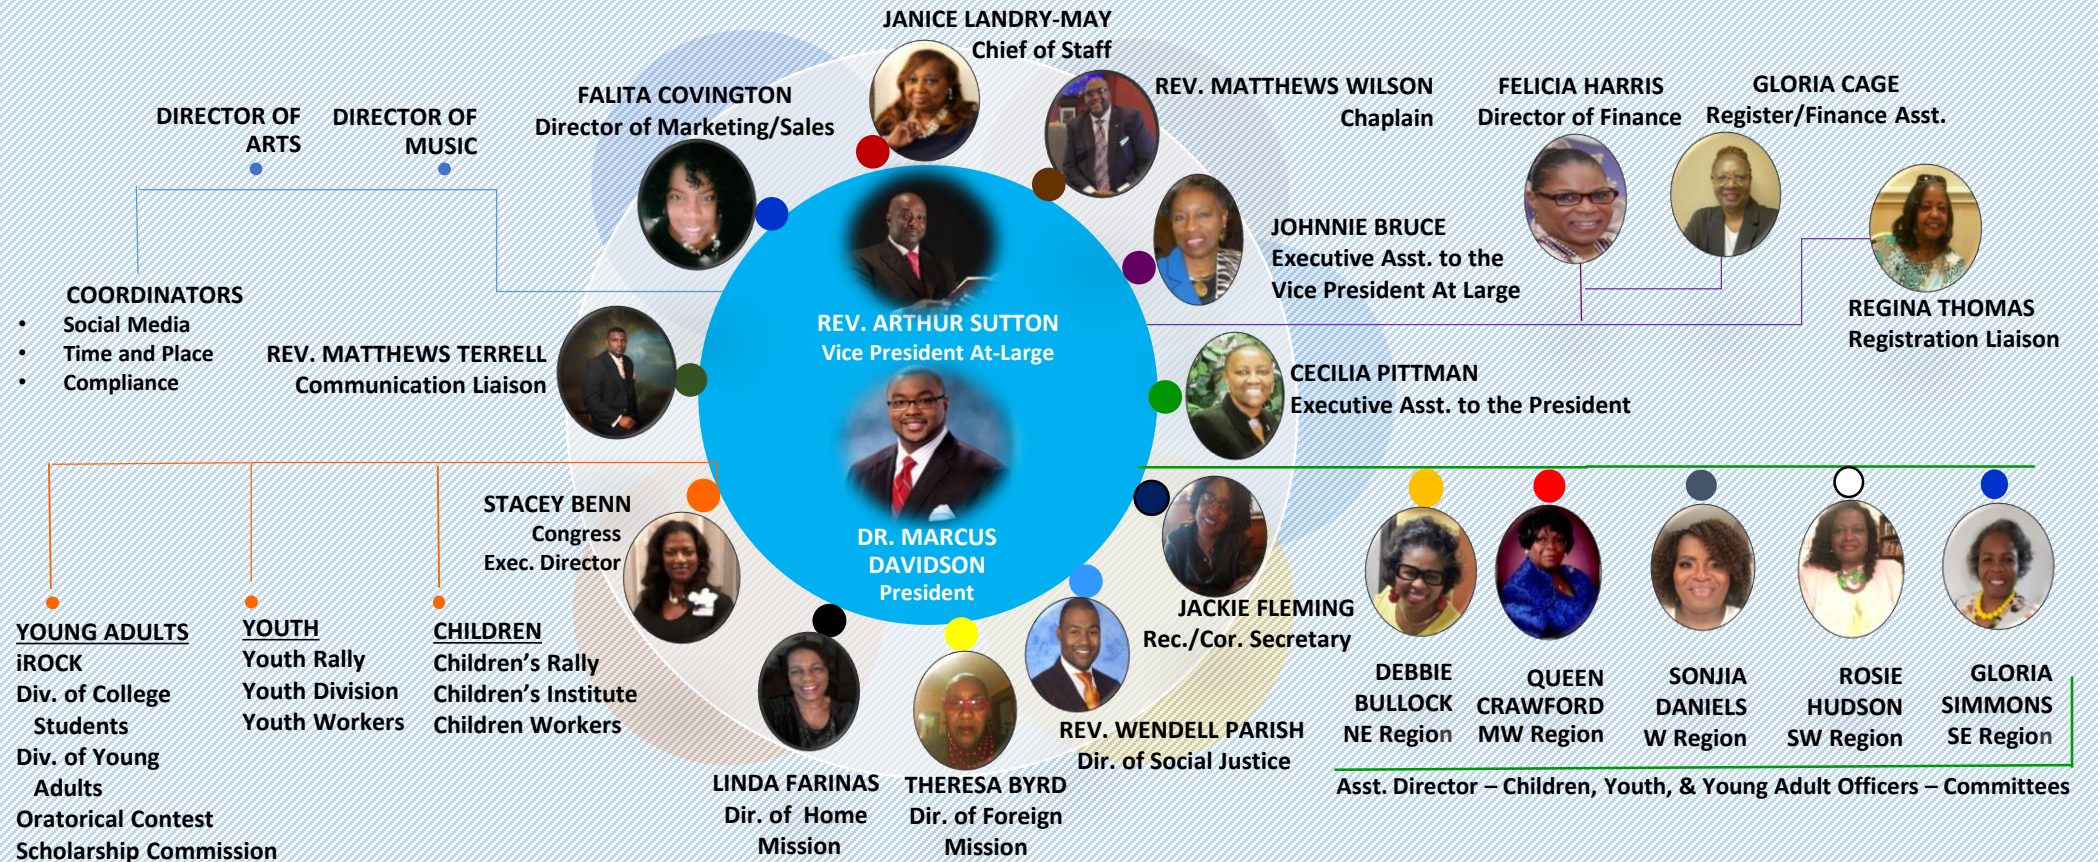 JANICE LANDRY-MAY
Chief of Staff
FALITA COVINGTON
Director of Marketing/Sales
REV. MATTHEWS WILSON
Chaplain
FELICIA HARRIS
Director of Finance
GLORIA CAGE
Register/Finance Asst.
DIRECTOR OF
ARTS
DIRECTOR OF
MUSIC
JOHNNIE BRUCE
Executive Asst. to the
Vice President At Large
REGINA THOMAS
Registration Liaison
COORDINATORS
• Social Media
• Time and Place
• Compliance
REV. MATTHEWS TERRELL
Communication Liaison
REV. ARTHUR SUTTON
Vice President At-Large
CECILIA PITTMAN
Executive Asst. to the President
DR. MARCUS
DAVIDSON
President
STACEY BENN
Congress
Exec. Director
JACKIE FLEMING
Rec./Cor. Secretary
YOUNG ADULTS
iROCK
Div. of College
Students
Div. of Young
Adults
Oratorical Contest
Scholarship Commission
YOUTH
Youth Rally
Youth Division
Youth Workers
CHILDREN
Children's Rally
Children's Institute
Children Workers
LINDA FARINAS
Dir. of Home
Mission
THERESA BYRD
Dir. of Foreign
Mission
REV. WENDELL PARISH
Dir. of Social Justice
DEBBIE
BULLOCK
NE Region
QUEEN
CRAWFORD
MW Region
SONJIA
DANIELS
W Region
ROSIE
HUDSON
SW Region
GLORIA
SIMMONS
SE Region
Asst. Director – Children, Youth, & Young Adult Officers – Committees